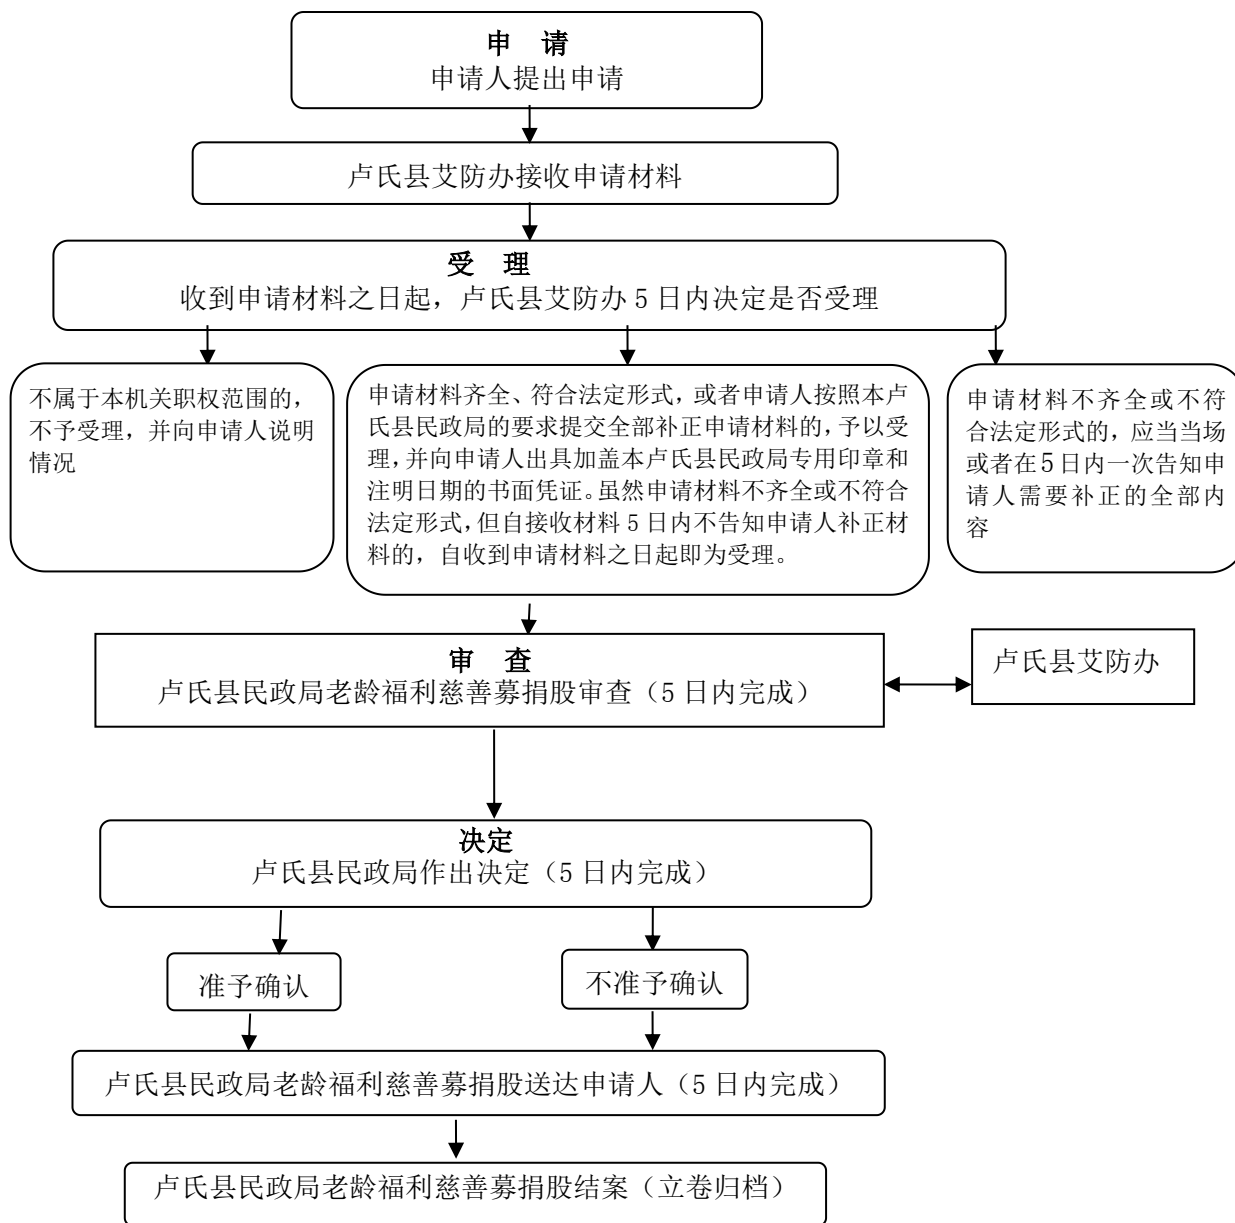 申 请
申请人提出申请
卢氏县艾防办接收申请材料
受 理
收到申请材料之日起，卢氏县艾防办 5 日内决定是否受理
不属于本机关职权范围的，
不予受理，并向申请人说明
情况
申请材料齐全、符合法定形式，或者申请人按照本卢
氏县民政局的要求提交全部补正申请材料的，予以受
理，并向申请人出具加盖本卢氏县民政局专用印章和
注明日期的书面凭证。虽然申请材料不齐全或不符合
法定形式，但自接收材料 5 日内不告知申请人补正材
料的，自收到申请材料之日起即为受理。
申请材料不齐全或不符
合法定形式的，应当当场
或者在 5 日内一次告知申
请人需要补正的全部内
容
审 查
卢氏县民政局老龄福利慈善募捐股审查（5 日内完成）
卢氏县艾防办
决定
卢氏县民政局作出决定（5 日内完成）
准予确认
不准予确认
卢氏县民政局老龄福利慈善募捐股送达申请人（5 日内完成）
卢氏县民政局老龄福利慈善募捐股结案（立卷归档）